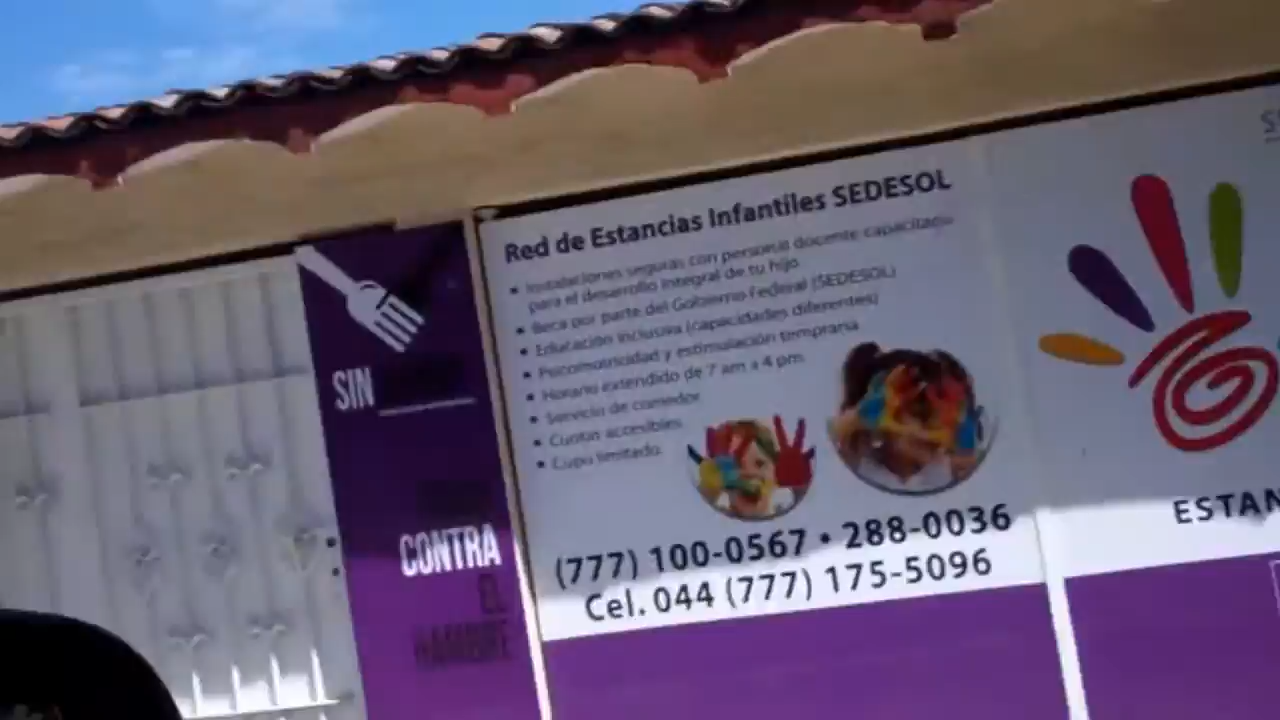 SIN
CONTRA
EL
HAMBRE
Red de Estancias Infantiles SEDESOL
• Instalaciones seguras con personal docente capacitado
para el desarrollo integral de tu hijo
• Beca por parte del Gobierno Federal (SEDESOL)
• Educación inclusiva (capacidades diferentes)
• Psicomotricidad y estimulación temprana
• Horario extendido de 7 am a 4 pm
• Servicio de comedor
• Cuotas accesibles
• Cupo limitado
(777) 100-0567 • 288-0036
Cel. 044 (777) 175-5096
ESTAN